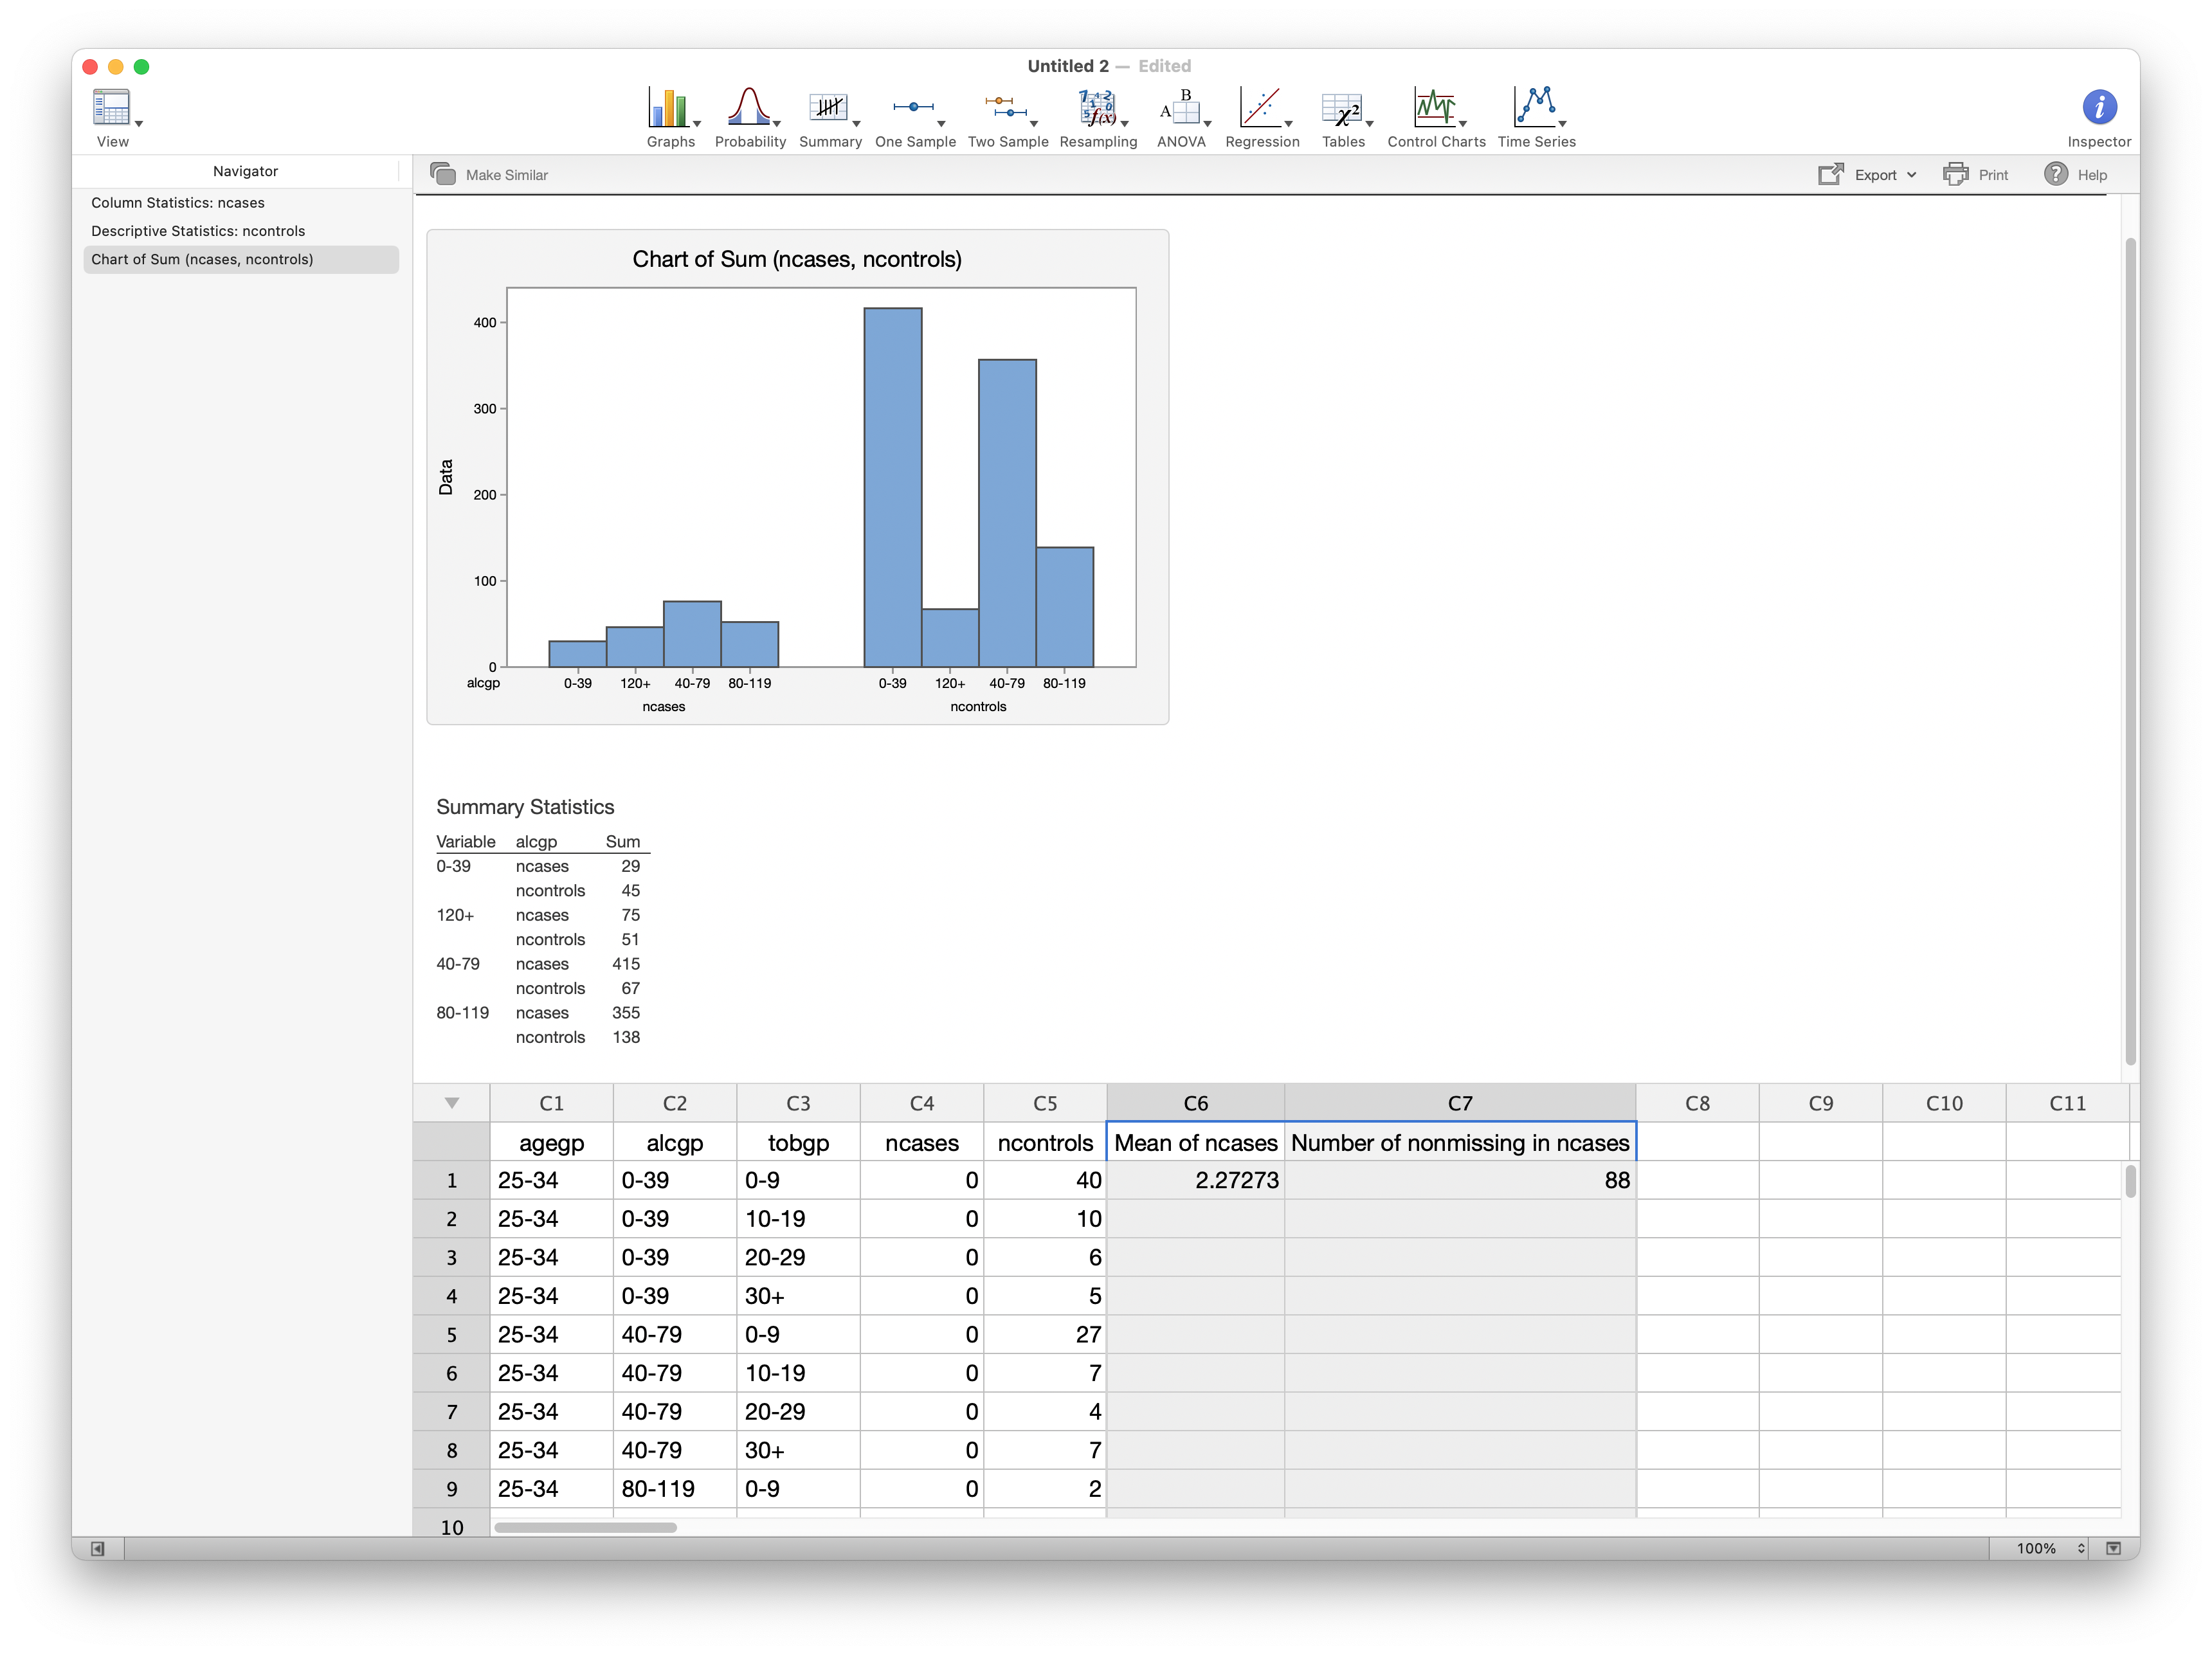 Untitled 2 — Edited
View
Graphs Probability Summary One Sample Two Sample Resampling ANOVA Regression Tables Control Charts Time Series Inspector
Navigator
Make Similar Export Print Help
Column Statistics: ncases
Descriptive Statistics: ncontrols
Chart of Sum (ncases, ncontrols)
Chart of Sum (ncases, ncontrols)
Data
400
300
200
100
0
alcgp 0-39 120+ 40-79 80-119 0-39 120+ 40-79 80-119
ncases ncontrols
Summary Statistics
Variable alcgp Sum
0-39 ncases 29
ncontrols 45
120+ ncases 75
ncontrols 51
40-79 ncases 415
ncontrols 67
80-119 ncases 355
ncontrols 138
C1 C2 C3 C4 C5 C6 C7 C8 C9 C10 C11
agegp alcgp tobgp ncases ncontrols Mean of ncases Number of nonmissing in ncases
1 25-34 0-39 0-9 0 40 2.27273 88
2 25-34 0-39 10-19 0 10
3 25-34 0-39 20-29 0 6
4 25-34 0-39 30+ 0 5
5 25-34 40-79 0-9 0 27
6 25-34 40-79 10-19 0 7
7 25-34 40-79 20-29 0 4
8 25-34 40-79 30+ 0 7
9 25-34 80-119 0-9 0 2
10
100%